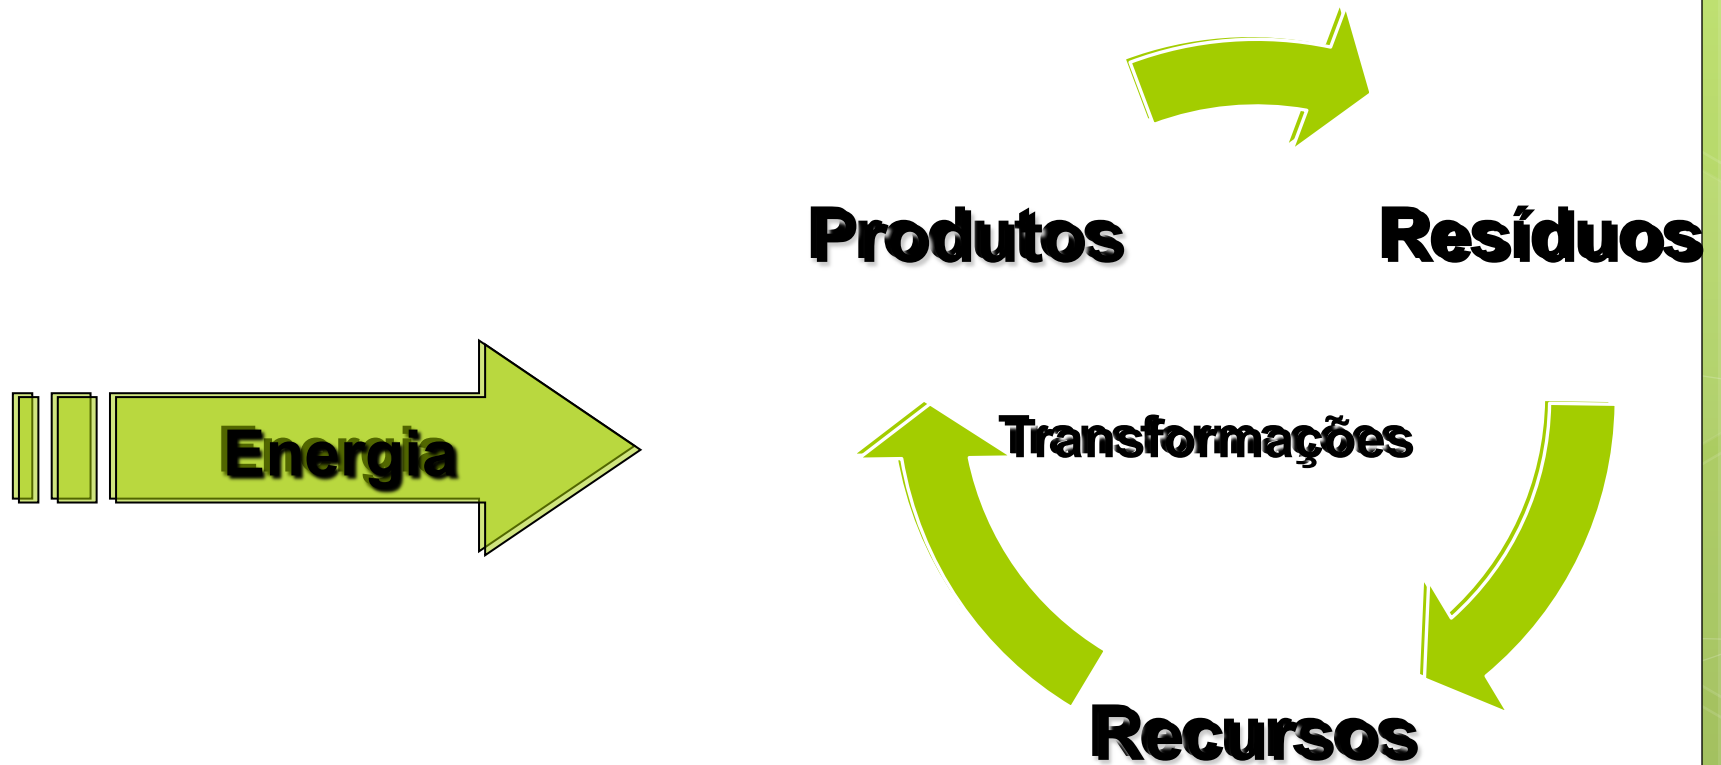 Produtos
Resíduos
Energia
Transformações
Recursos